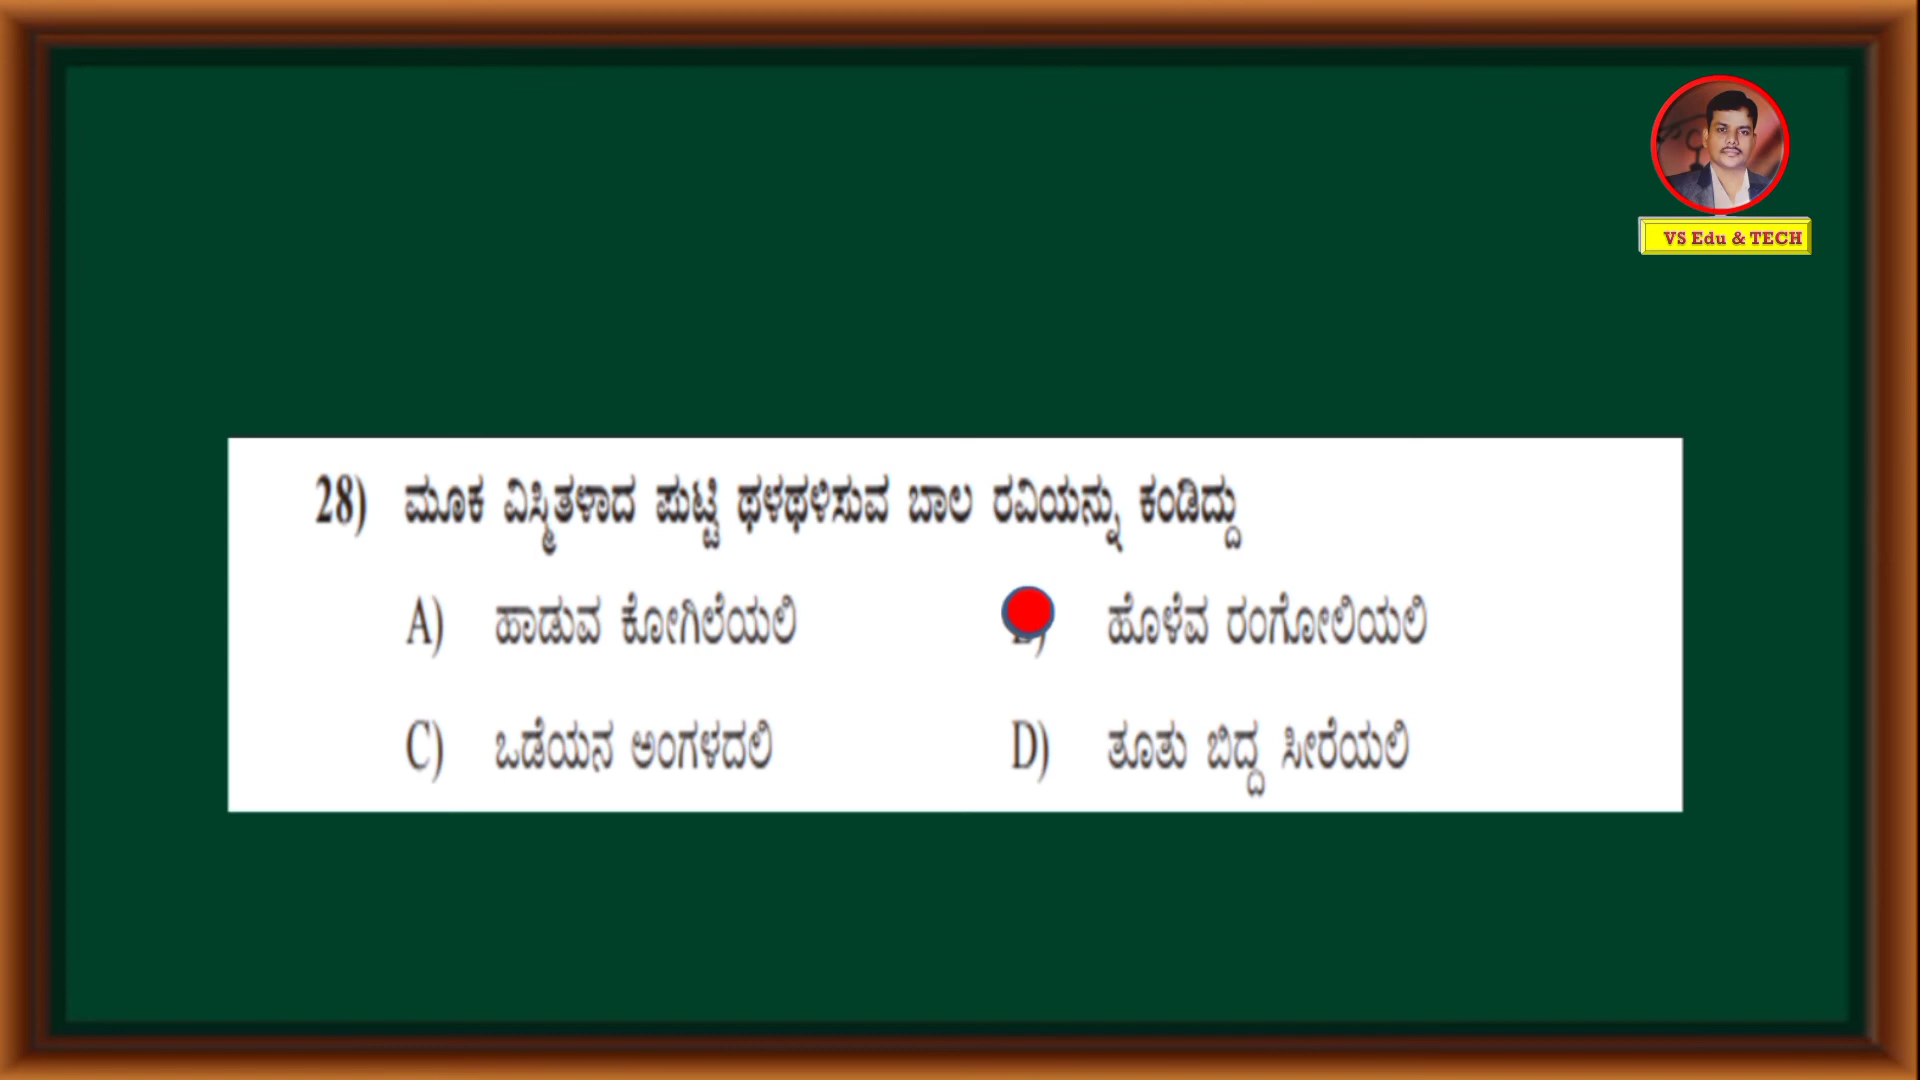 VS Edu & TECH
28) ಮೂಕ ವಿಸ್ಮಿತಳಾದ ಪುಟ್ಟಿ ಥಳಥಳಿಸುವ ಬಾಲ ರವಿಯನ್ನು ಕಂಡಿದ್ದು
A) ಹಾಡುವ ಕೋಗಿಲೆಯಲಿ ಹೊಳೆವ ರಂಗೋಲಿಯಲಿ
C) ಒಡೆಯನ ಅಂಗಳದಲಿ D) ತೂತು ಬಿದ್ದ ಸೀರೆಯಲಿ